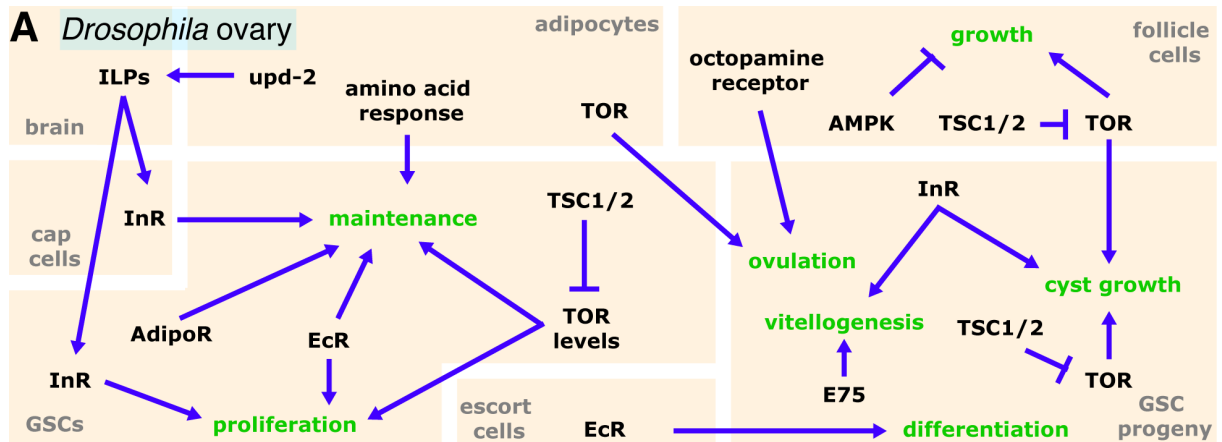 A Drosophila ovary
adipocytes
follicle
cells
growth
ILPs
upd-2
amino acid
response
TOR
octopamine
receptor
AMPK
TSC1/2
TOR
brain
InR
maintenance
TSC1/2
InR
cap
cells
ovulation
cyst growth
AdipoR
EcR
TOR
levels
vitellogenesis
TSC1/2
InR
E75
TOR
GSCs
proliferation
escort
cells
EcR
differentiation
GSC
progeny